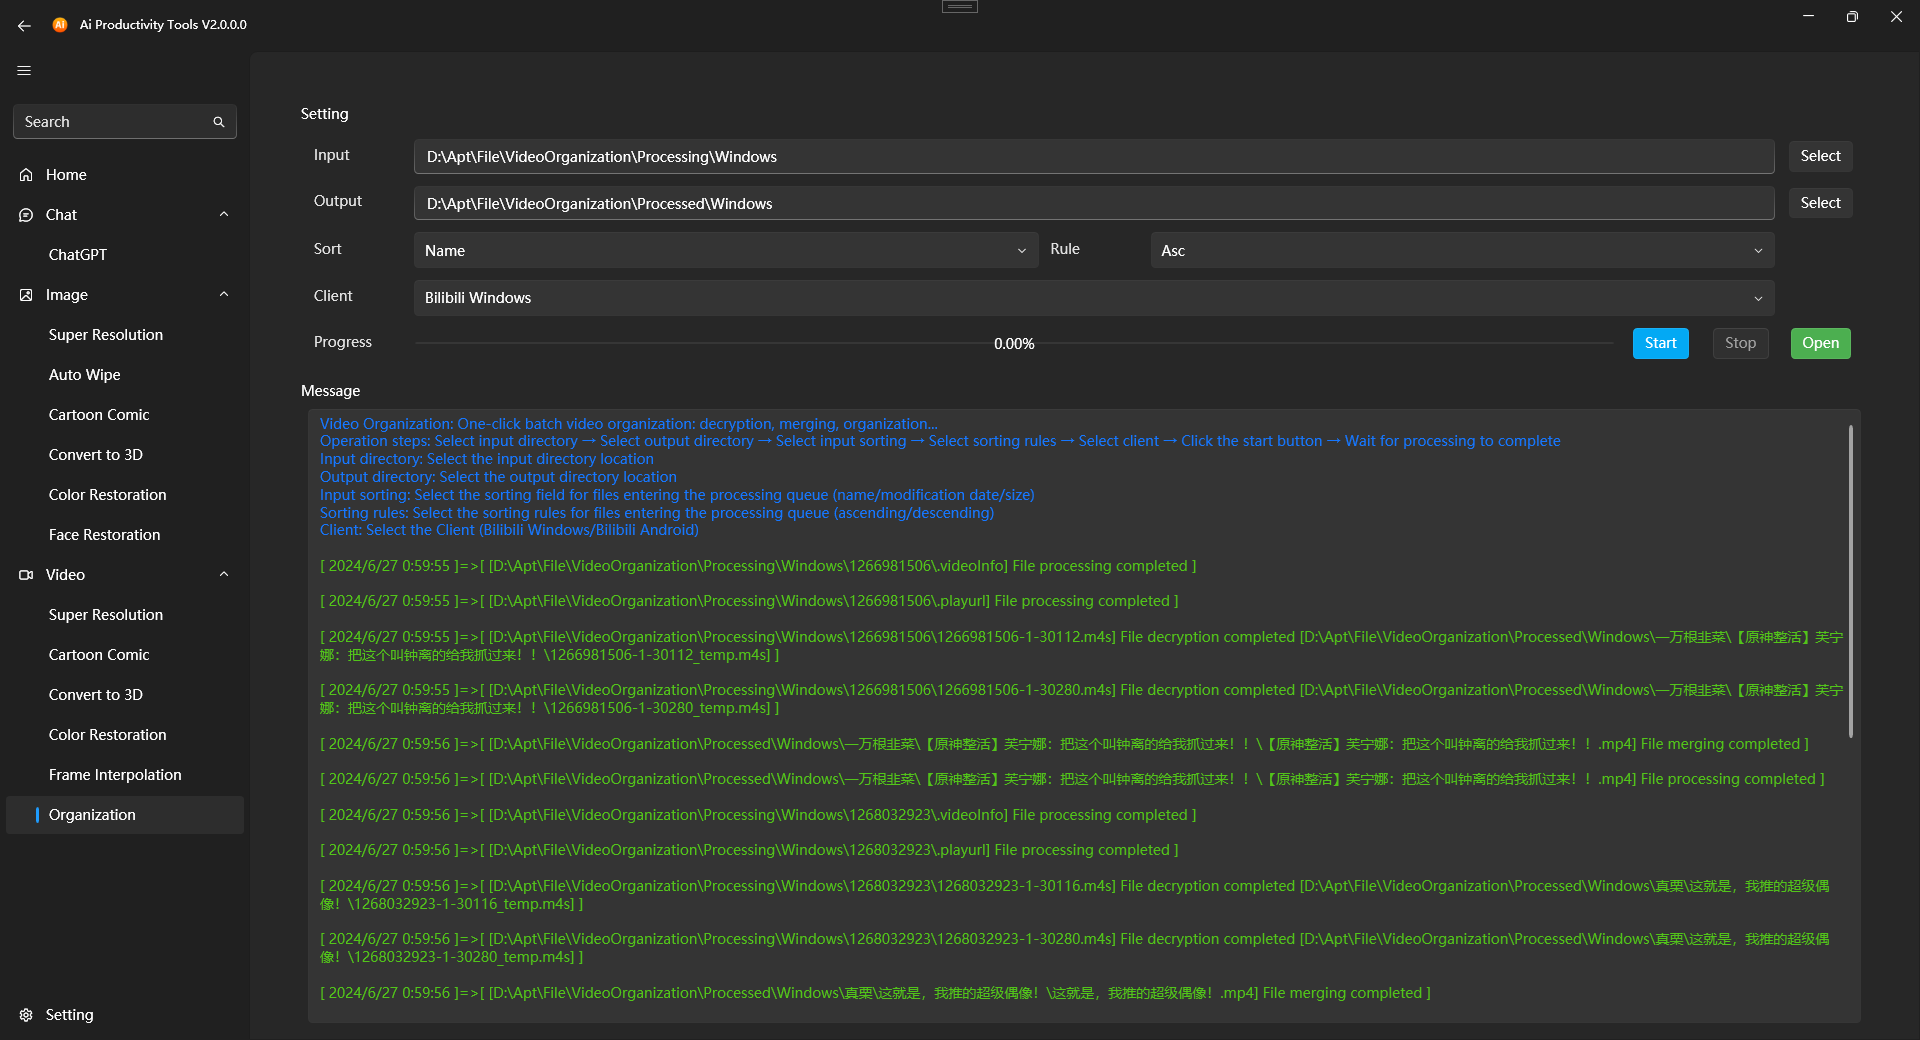 Ai Productivity Tools V2.0.0.0
Search
Home
Chat
ChatGPT
Image
Super Resolution
Auto Wipe
Cartoon Comic
Convert to 3D
Color Restoration
Face Restoration
Video
Super Resolution
Cartoon Comic
Convert to 3D
Color Restoration
Frame Interpolation
Organization
Setting
Setting
Input
D:\Apt\File\VideoOrganization\Processing\Windows
Select
Output
D:\Apt\File\VideoOrganization\Processed\Windows
Select
Sort
Name
Rule
Asc
Client
Bilibili Windows
Progress
0.00%
Start
Stop
Open
Message
Video Organization: One-click batch video organization: decryption, merging, organization...
Operation steps: Select input directory → Select output directory → Select input sorting → Select sorting rules → Select client → Click the start button → Wait for processing to complete
Input directory: Select the input directory location
Output directory: Select the output directory location
Input sorting: Select the sorting field for files entering the processing queue (name/modification date/size)
Sorting rules: Select the sorting rules for files entering the processing queue (ascending/descending)
Client: Select the Client (Bilibili Windows/Bilibili Android)
[ 2024/6/27 0:59:55 ]=>[ [D:\Apt\File\VideoOrganization\Processing\Windows\1266981506\.videoInfo] File processing completed ]
[ 2024/6/27 0:59:55 ]=>[ [D:\Apt\File\VideoOrganization\Processing\Windows\1266981506\.playurl] File processing completed ]
[ 2024/6/27 0:59:55 ]=>[ [D:\Apt\File\VideoOrganization\Processing\Windows\1266981506\1266981506-1-30112.m4s] File decryption completed [D:\Apt\File\VideoOrganization\Processed\Windows\一万根韭菜\【原神整活】芙宁
娜：把这个叫钟离的给我抓过来！！\1266981506-1-30112_temp.m4s] ]
[ 2024/6/27 0:59:55 ]=>[ [D:\Apt\File\VideoOrganization\Processing\Windows\1266981506\1266981506-1-30280.m4s] File decryption completed [D:\Apt\File\VideoOrganization\Processed\Windows\一万根韭菜\【原神整活】芙宁
娜：把这个叫钟离的给我抓过来！！\1266981506-1-30280_temp.m4s] ]
[ 2024/6/27 0:59:56 ]=>[ [D:\Apt\File\VideoOrganization\Processed\Windows\一万根韭菜\【原神整活】芙宁娜：把这个叫钟离的给我抓过来！！\【原神整活】芙宁娜：把这个叫钟离的给我抓过来！！.mp4] File merging completed ]
[ 2024/6/27 0:59:56 ]=>[ [D:\Apt\File\VideoOrganization\Processed\Windows\一万根韭菜\【原神整活】芙宁娜：把这个叫钟离的给我抓过来！！\【原神整活】芙宁娜：把这个叫钟离的给我抓过来！！.mp4] File processing completed ]
[ 2024/6/27 0:59:56 ]=>[ [D:\Apt\File\VideoOrganization\Processing\Windows\1268032923\.videoInfo] File processing completed ]
[ 2024/6/27 0:59:56 ]=>[ [D:\Apt\File\VideoOrganization\Processing\Windows\1268032923\.playurl] File processing completed ]
[ 2024/6/27 0:59:56 ]=>[ [D:\Apt\File\VideoOrganization\Processing\Windows\1268032923\1268032923-1-30116.m4s] File decryption completed [D:\Apt\File\VideoOrganization\Processed\Windows\真栗\这就是，我推的超级偶
像！\1268032923-1-30116_temp.m4s] ]
[ 2024/6/27 0:59:56 ]=>[ [D:\Apt\File\VideoOrganization\Processing\Windows\1268032923\1268032923-1-30280.m4s] File decryption completed [D:\Apt\File\VideoOrganization\Processed\Windows\真栗\这就是，我推的超级偶
像！\1268032923-1-30280_temp.m4s] ]
[ 2024/6/27 0:59:56 ]=>[ [D:\Apt\File\VideoOrganization\Processed\Windows\真栗\这就是，我推的超级偶像！\这就是，我推的超级偶像！.mp4] File merging completed ]